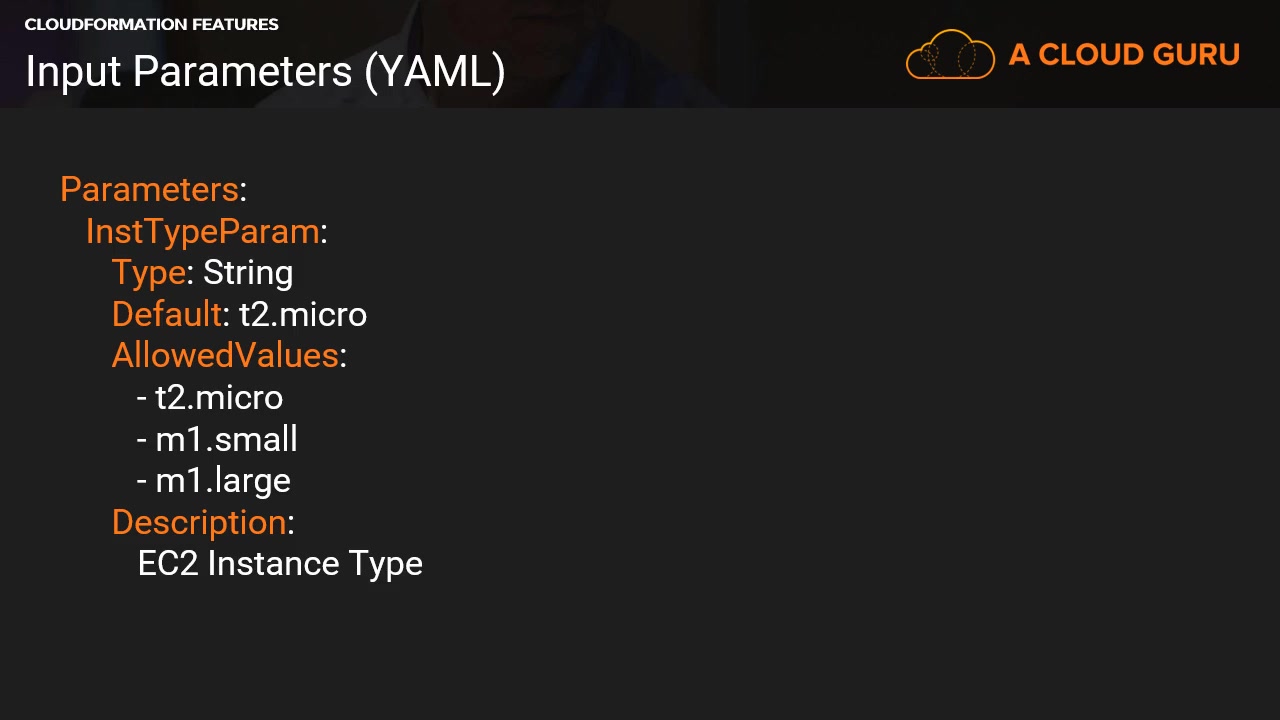 CLOUDFORMATION FEATURES
Input Parameters (YAML)
A CLOUD GURU
Parameters:
InstTypeParam:
Type: String
Default: t2.micro
AllowedValues:
- t2.micro
- m1.small
- m1.large
Description:
EC2 Instance Type